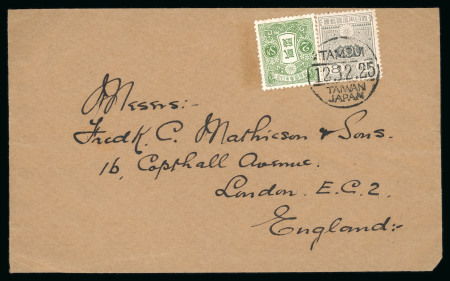 TAMSUI
12.3.2.25
TAIWAN
JAPAN
Messrs:-
Fredk. C. Mathieson & Sons.
16, Copthall Avenue.
London. E.C.2.
England:-